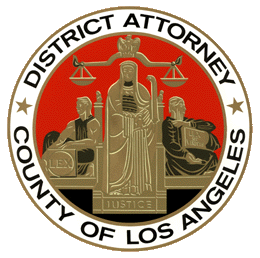 DISTRICT ATTORNEY
LEX
JUSTICE
COUNTY OF LOS ANGELES